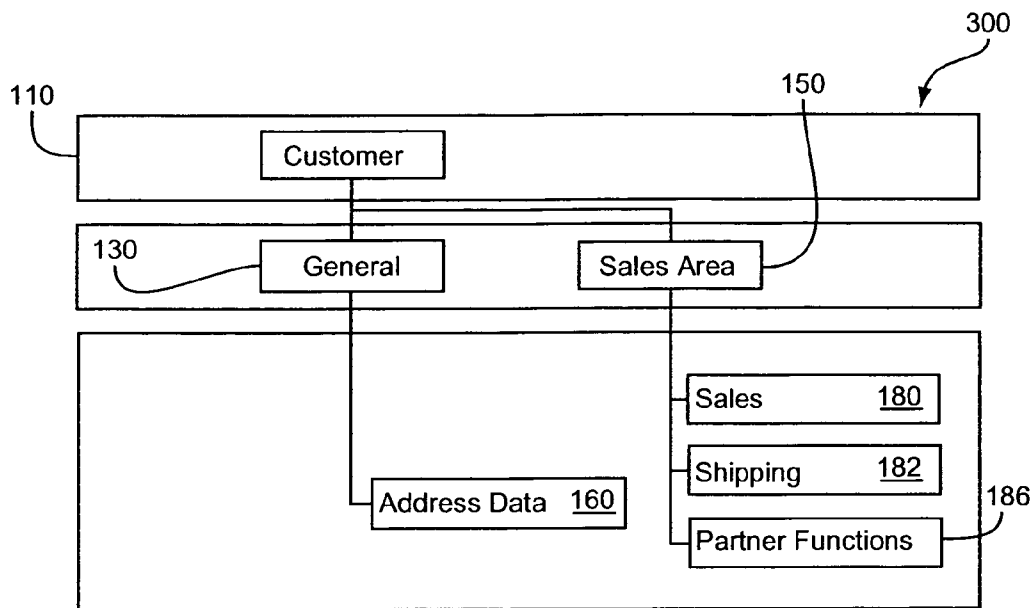 300
110
150
Customer
130
General
Sales Area
Sales 180
Shipping 182
Address Data 160
186
Partner Functions